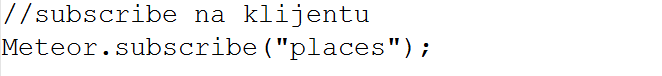 //subscribe na klijentu
Meteor.subscribe("places");